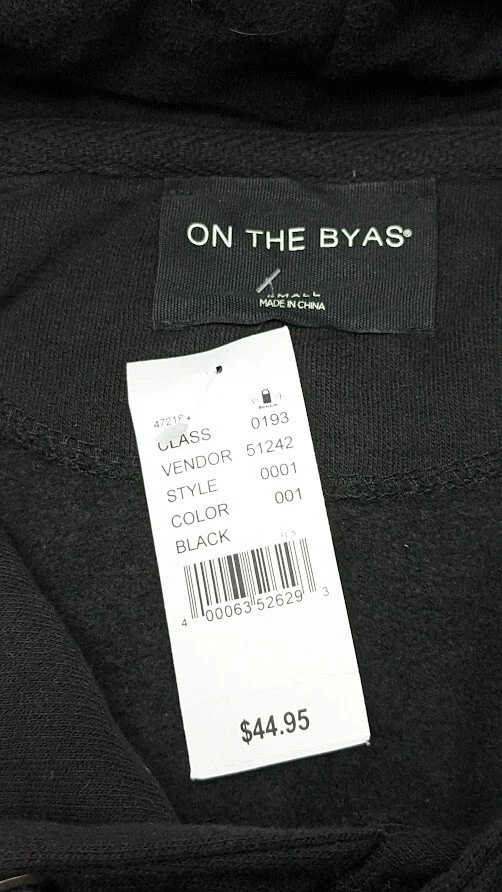 ON THE BYAS®
SMALL
MADE IN CHINA
CLASS 0193
VENDOR 51242
STYLE 0001
COLOR 001
BLACK
4 00063 52629 3
$44.95